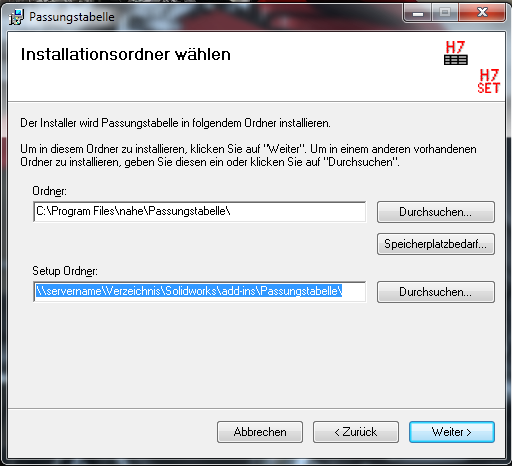 Passungstabelle
Installationsordner wählen
H7
H7
SET
Der Installer wird Passungstabelle in folgendem Ordner installieren.
Um in diesem Ordner zu installieren, klicken Sie auf "Weiter". Um in einem anderen vorhandenen
Ordner zu installieren, geben Sie diesen ein oder klicken Sie auf "Durchsuchen".
Ordner:
C:\Program Files\nahe\Passungstabelle\
Durchsuchen...
Speicherplatzbedarf...
Setup Ordner:
\\servername\Verzeichnis\Solidworks\add-ins\Passungstabelle\
Durchsuchen...
Abbrechen
< Zurück
Weiter >